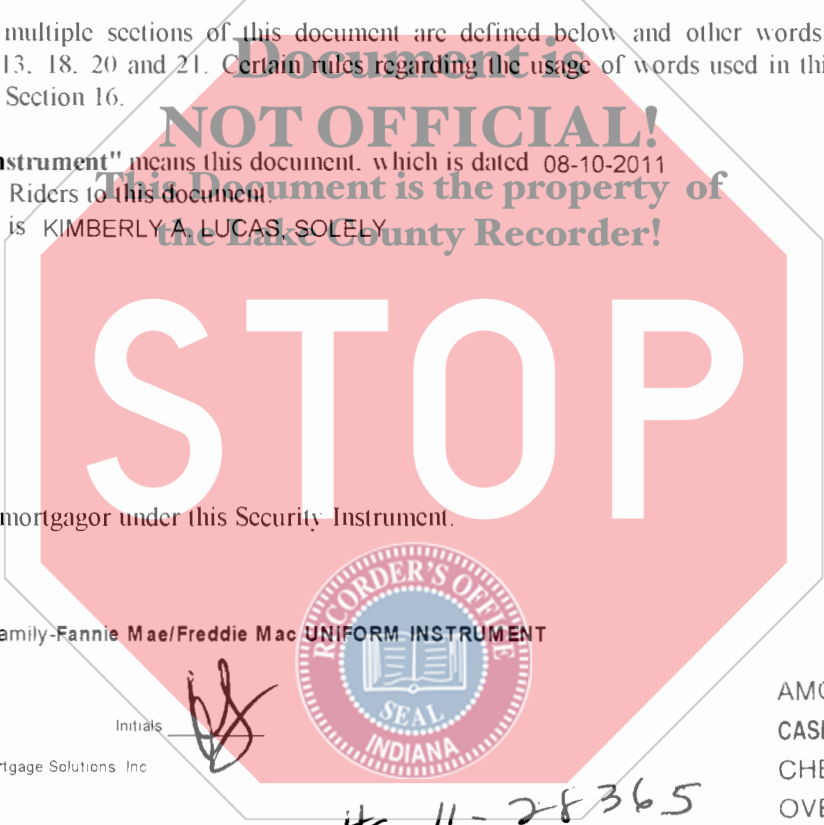 multiple sections of this document are defined below and other words
13, 18, 20 and 21. Certain rules regarding the usage of words used in thi
Section 16.
Document is
NOT OFFICIAL!
This Document is the property of
the Lake County Recorder!
nstrument" means this document, which is dated 08-10-2011
Riders to this document.
is KIMBERLY A. LUCAS, SOLELY
STOP
mortgagor under this Security Instrument.
amily-Fannie Mae/Freddie Mac UNIFORM INSTRUMENT
RECORDER'S OFFICE
SEAL
INDIANA
Initials
rtgage Solutions Inc
AMO
CASH
CHE
OVE
11-28365